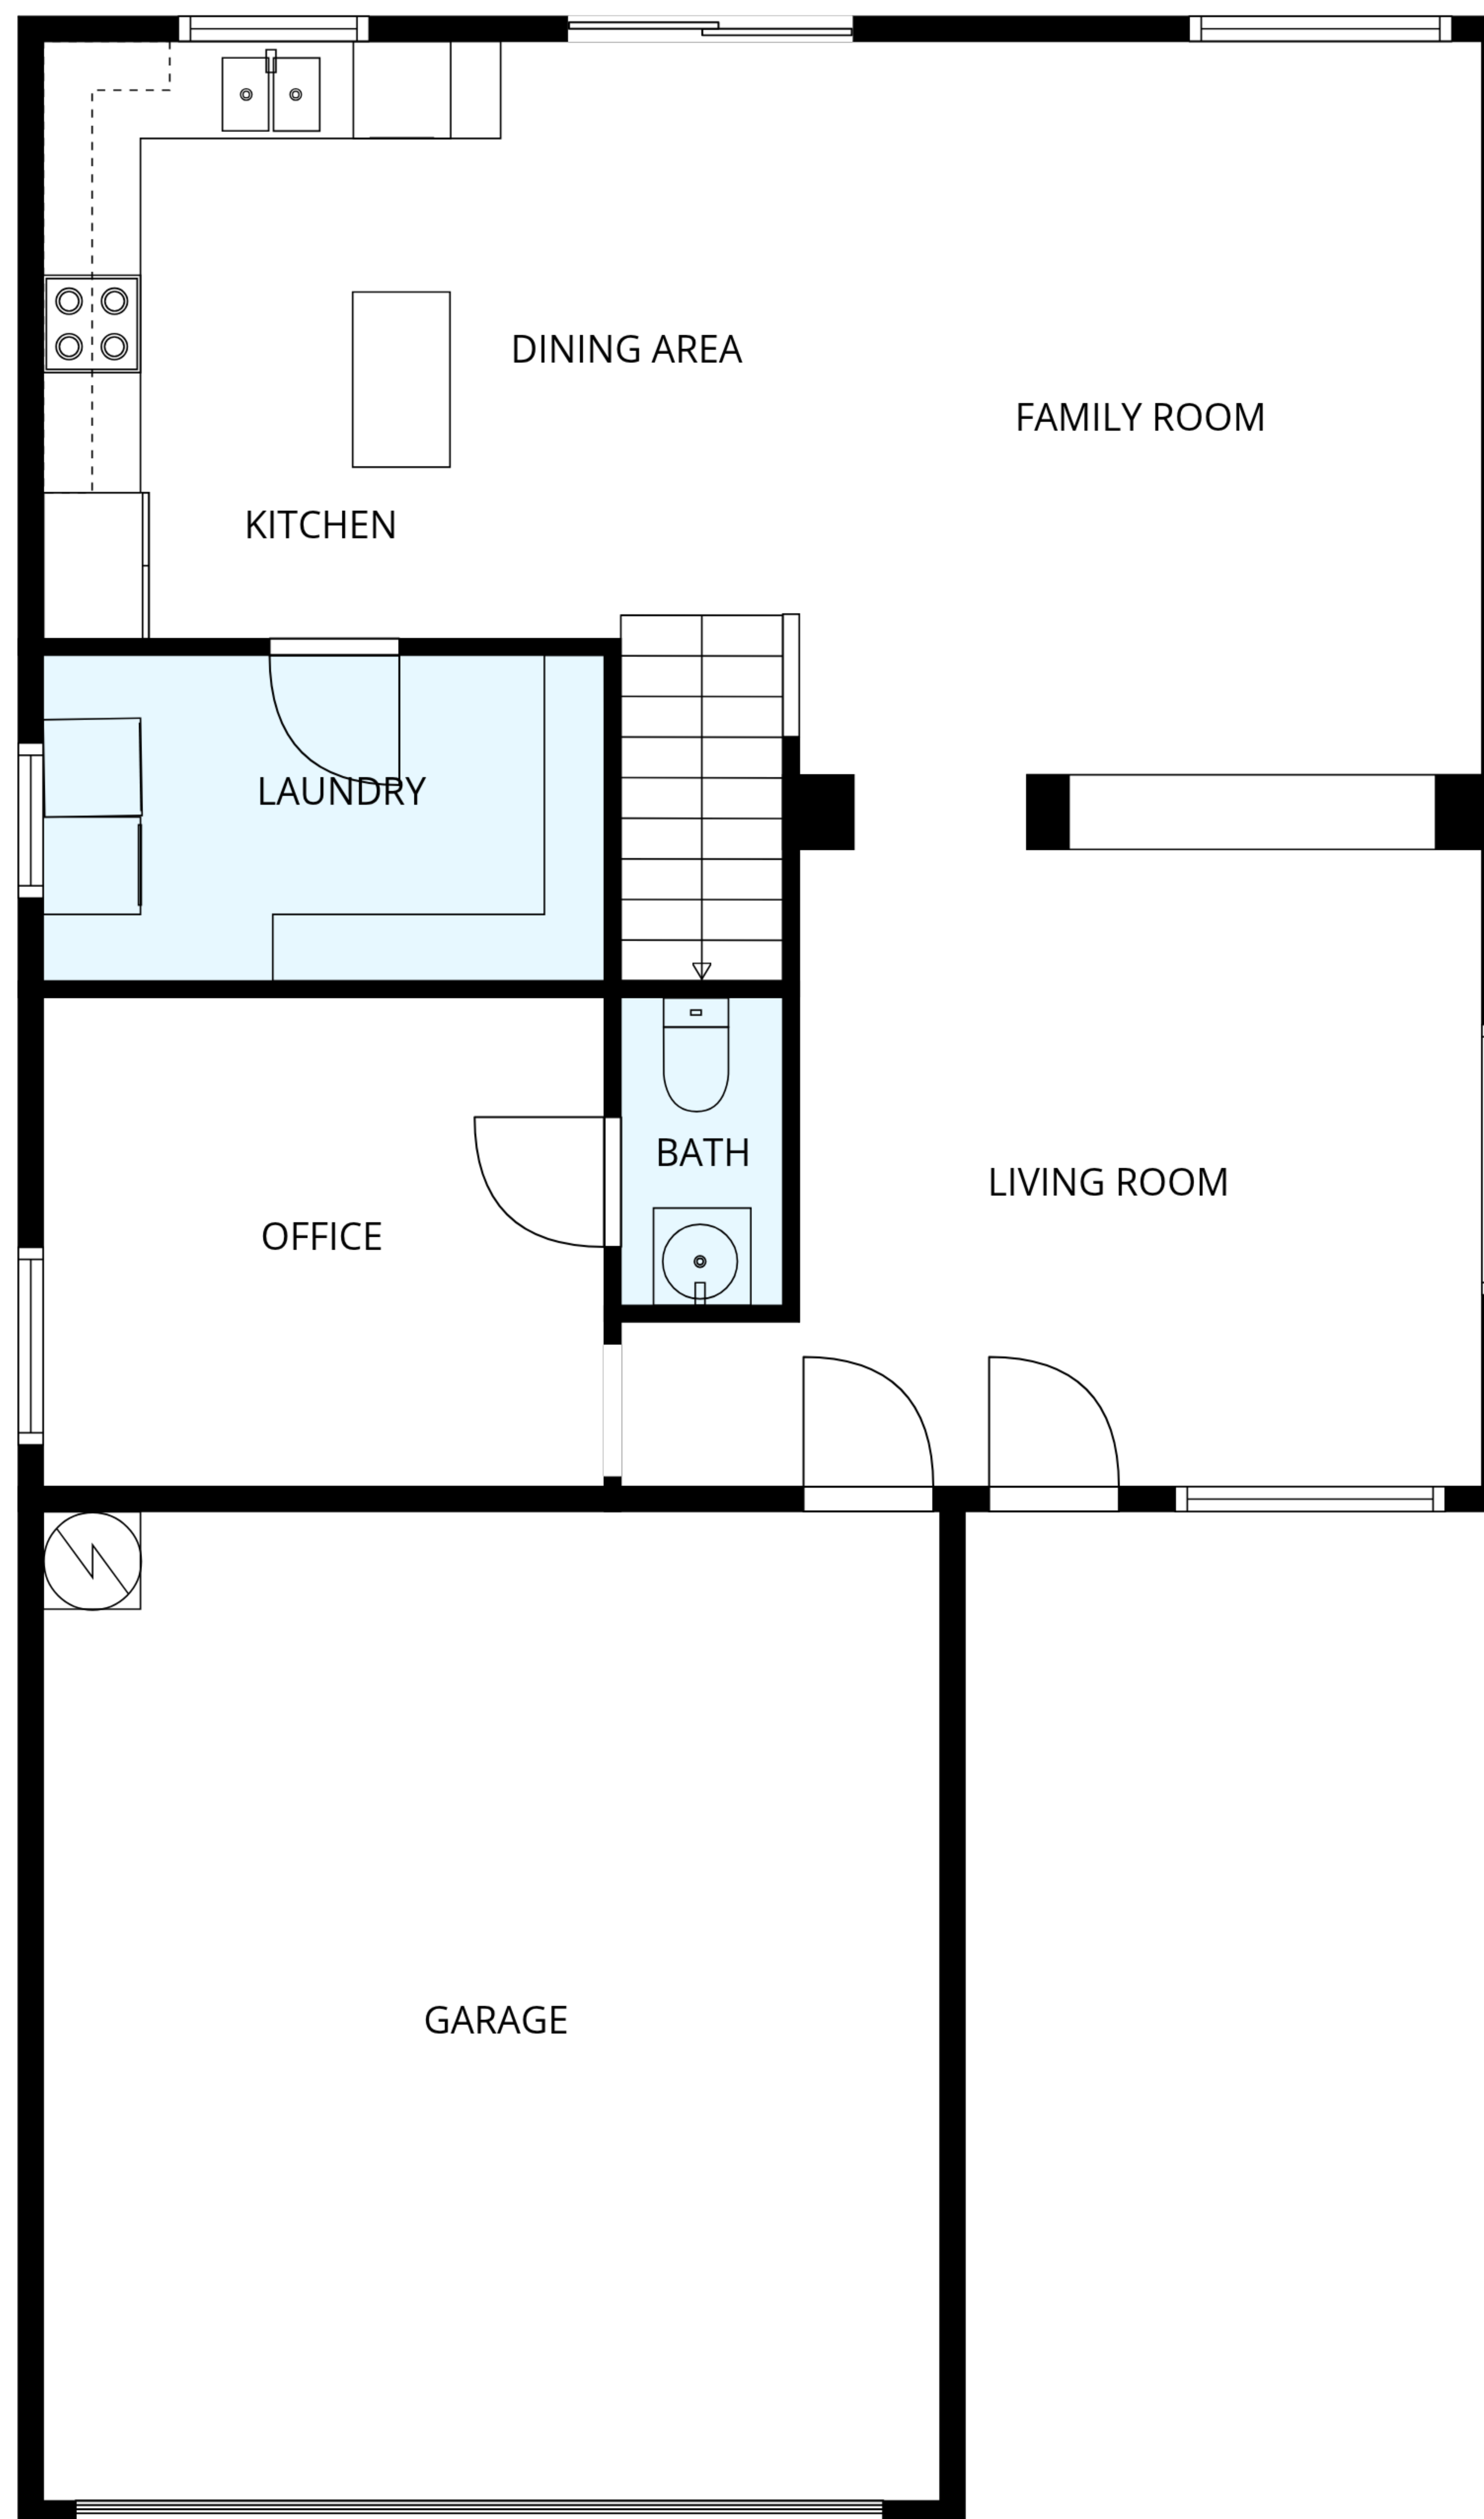 DINING AREA
FAMILY ROOM
KITCHEN
LAUNDRY
BATH
LIVING ROOM
OFFICE
GARAGE